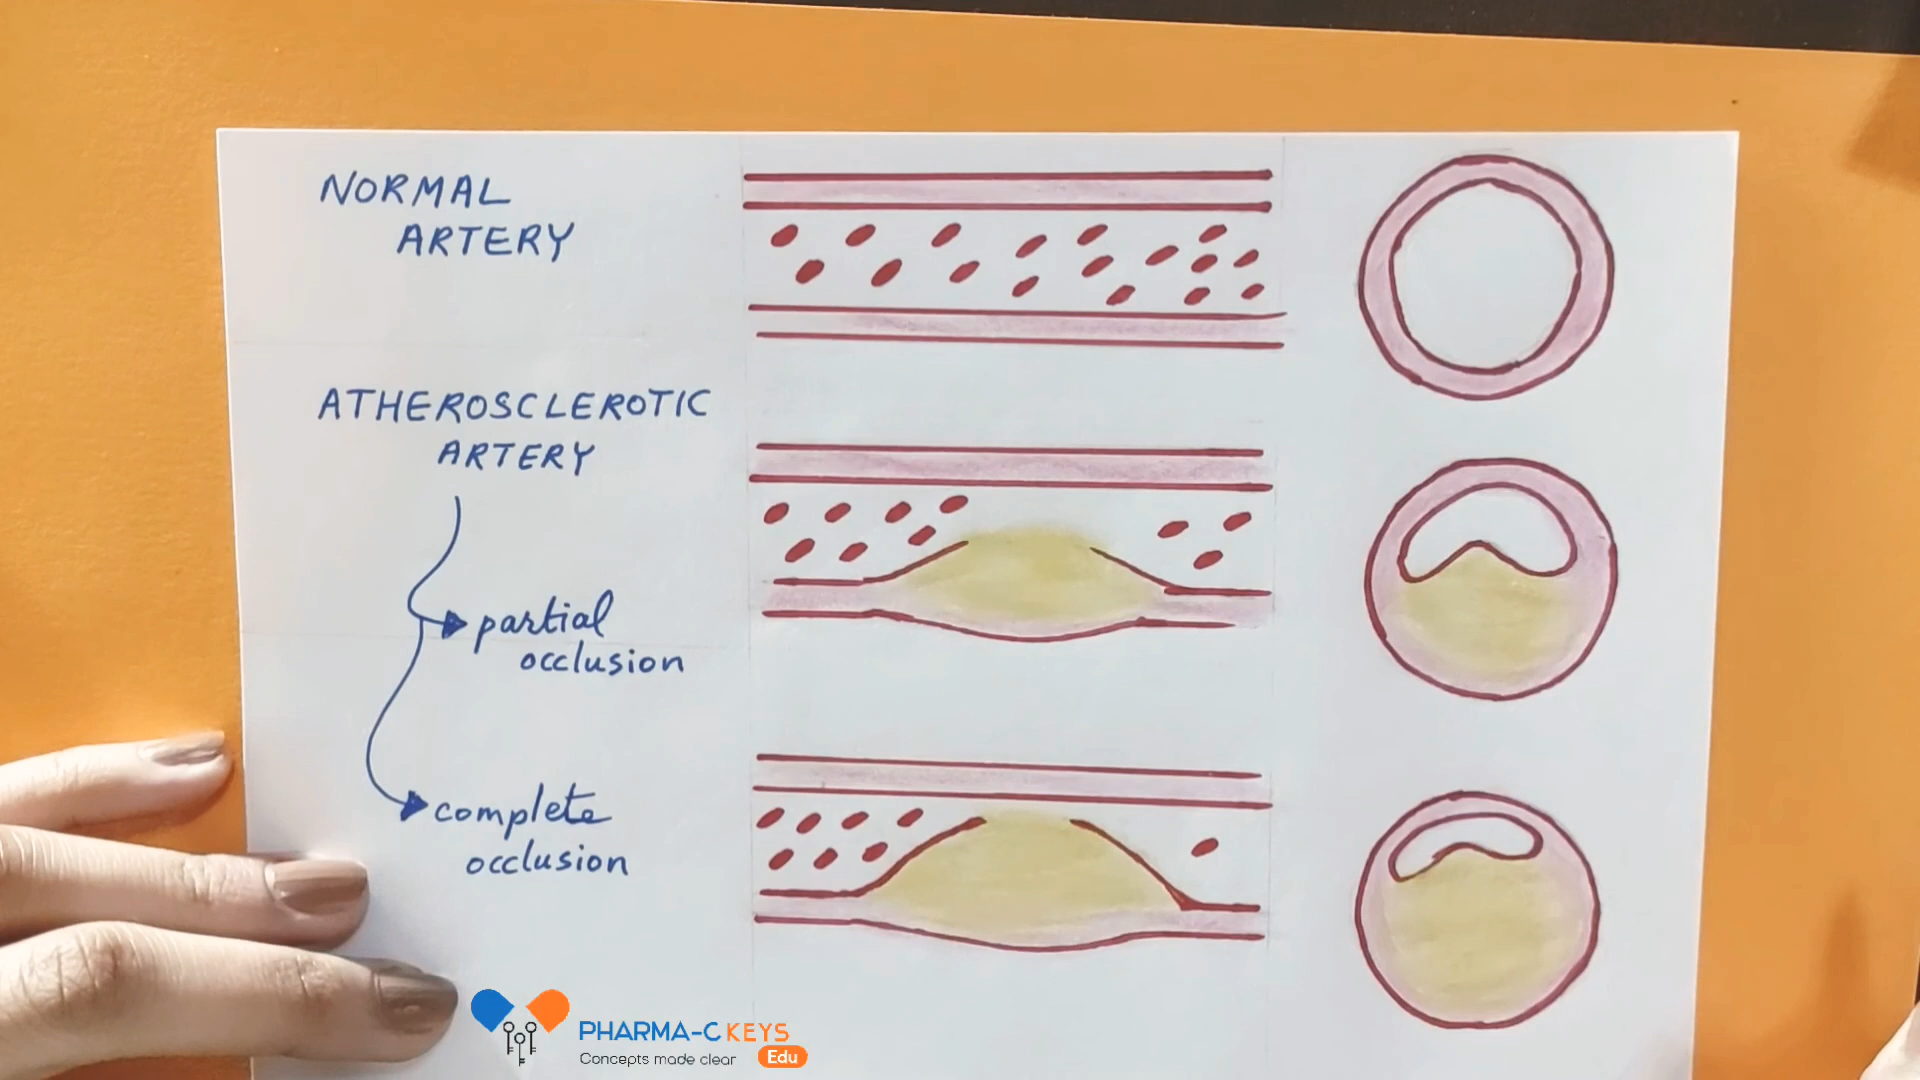 NORMAL
ARTERY
ATHEROSCLEROTIC
ARTERY
partial
occlusion
complete
occlusion
PHARMA-C KEYS
Concepts made clear Edu